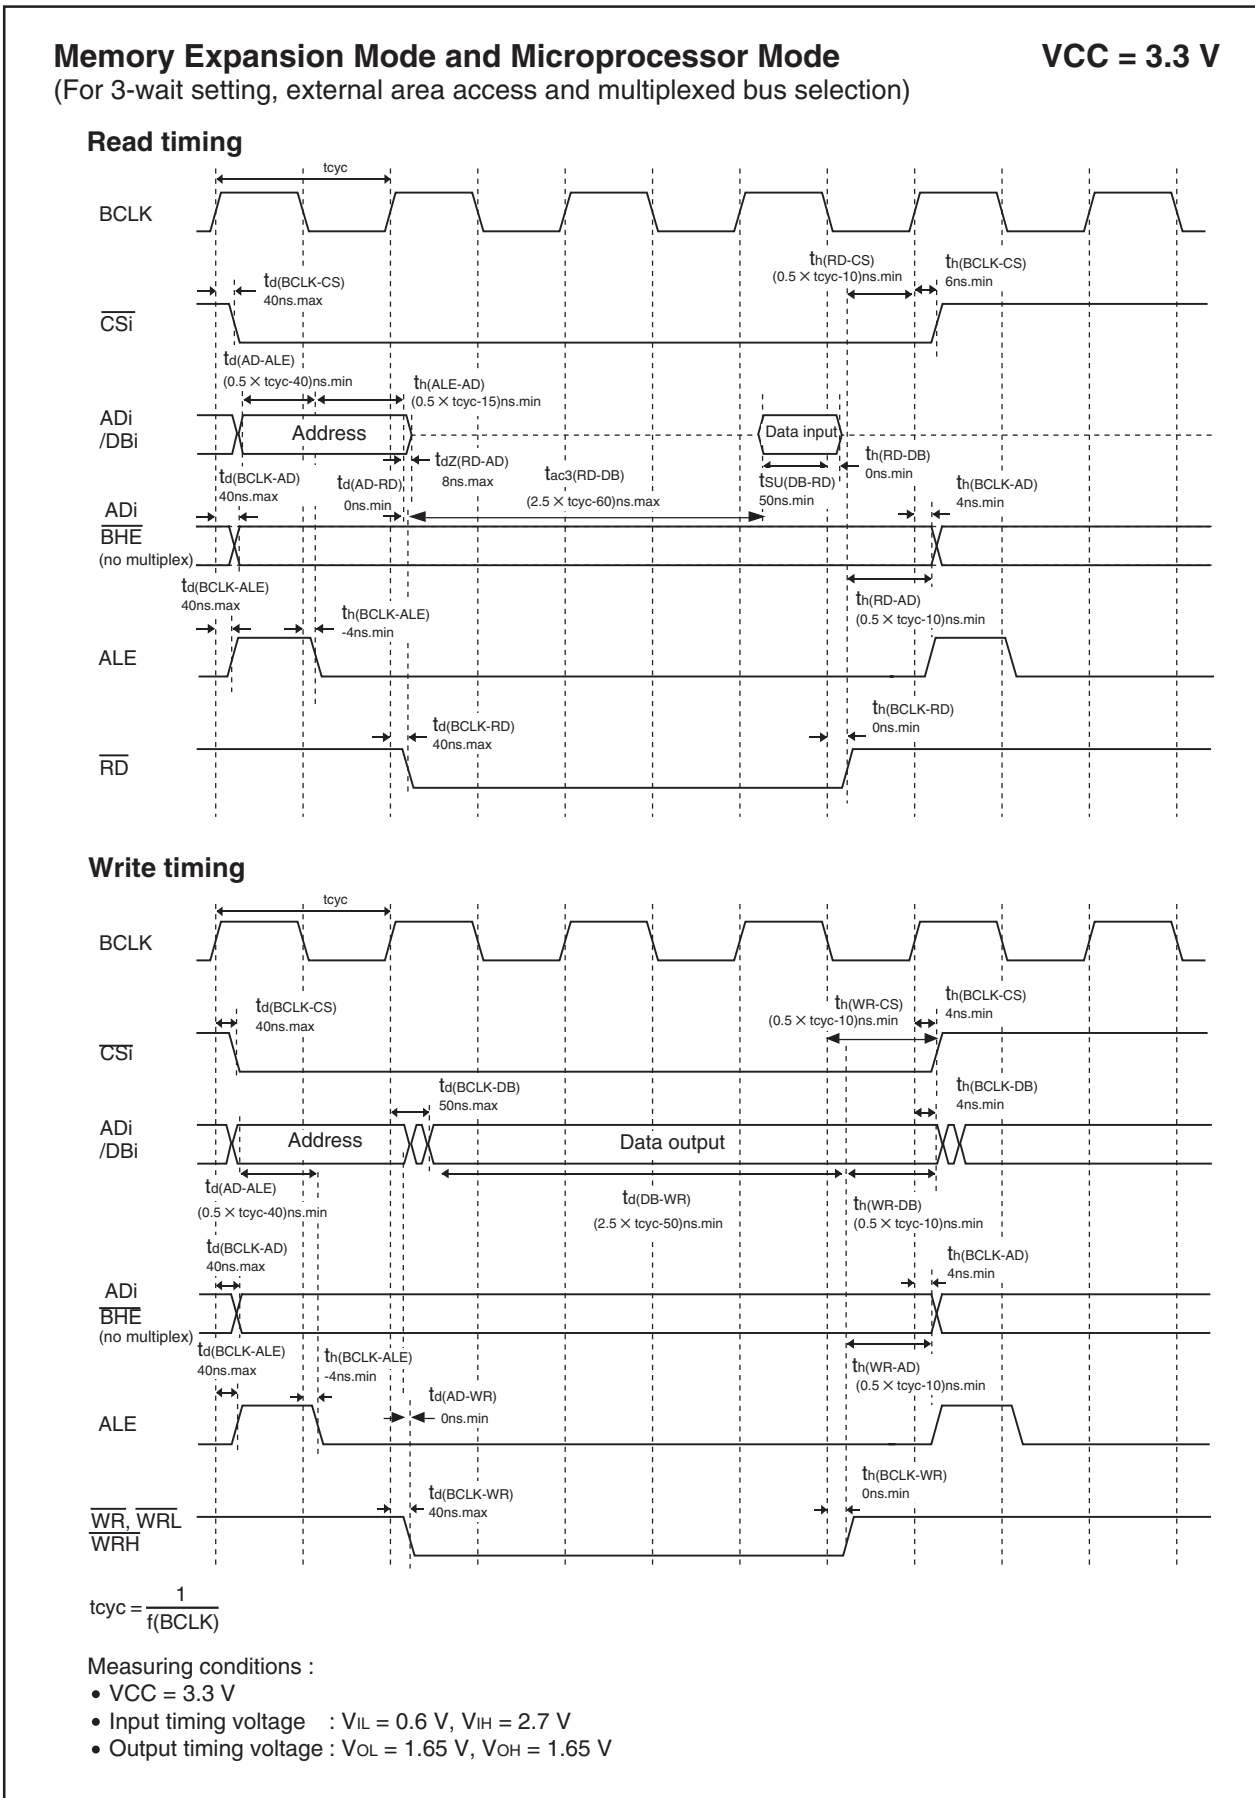 Memory Expansion Mode and Microprocessor Mode VCC = 3.3 V
(For 3-wait setting, external area access and multiplexed bus selection)
Read timing
tcyc
BCLK
td(BCLK-CS)
40ns.max
th(RD-CS)
(0.5 × tcyc-10)ns.min
th(BCLK-CS)
6ns.min
CSi
td(AD-ALE)
(0.5 × tcyc-40)ns.min
th(ALE-AD)
(0.5 × tcyc-15)ns.min
ADi
/DBi
Address
Data input
td(BCLK-AD)
40ns.max
td(AD-RD)
0ns.min
tdZ(RD-AD)
8ns.max
tac3(RD-DB)
(2.5 × tcyc-60)ns.max
tSU(DB-RD)
50ns.min
th(RD-DB)
0ns.min
th(BCLK-AD)
4ns.min
ADi
BHE
(no multiplex)
td(BCLK-ALE)
40ns.max
th(BCLK-ALE)
-4ns.min
th(RD-AD)
(0.5 × tcyc-10)ns.min
ALE
td(BCLK-RD)
40ns.max
th(BCLK-RD)
0ns.min
RD
Write timing
tcyc
BCLK
td(BCLK-CS)
40ns.max
th(WR-CS)
(0.5 × tcyc-10)ns.min
th(BCLK-CS)
4ns.min
CSi
td(BCLK-DB)
50ns.max
th(BCLK-DB)
4ns.min
ADi
/DBi
Address
Data output
td(AD-ALE)
(0.5 × tcyc-40)ns.min
td(DB-WR)
(2.5 × tcyc-50)ns.min
th(WR-DB)
(0.5 × tcyc-10)ns.min
td(BCLK-AD)
40ns.max
th(BCLK-AD)
4ns.min
ADi
BHE
(no multiplex)
td(BCLK-ALE)
40ns.max
th(BCLK-ALE)
-4ns.min
th(WR-AD)
(0.5 × tcyc-10)ns.min
td(AD-WR)
0ns.min
ALE
td(BCLK-WR)
40ns.max
th(BCLK-WR)
0ns.min
WR, WRL
WRH
tcyc = 1
f(BCLK)
Measuring conditions :
• VCC = 3.3 V
• Input timing voltage : VIL = 0.6 V, VIH = 2.7 V
• Output timing voltage : VOL = 1.65 V, VOH = 1.65 V